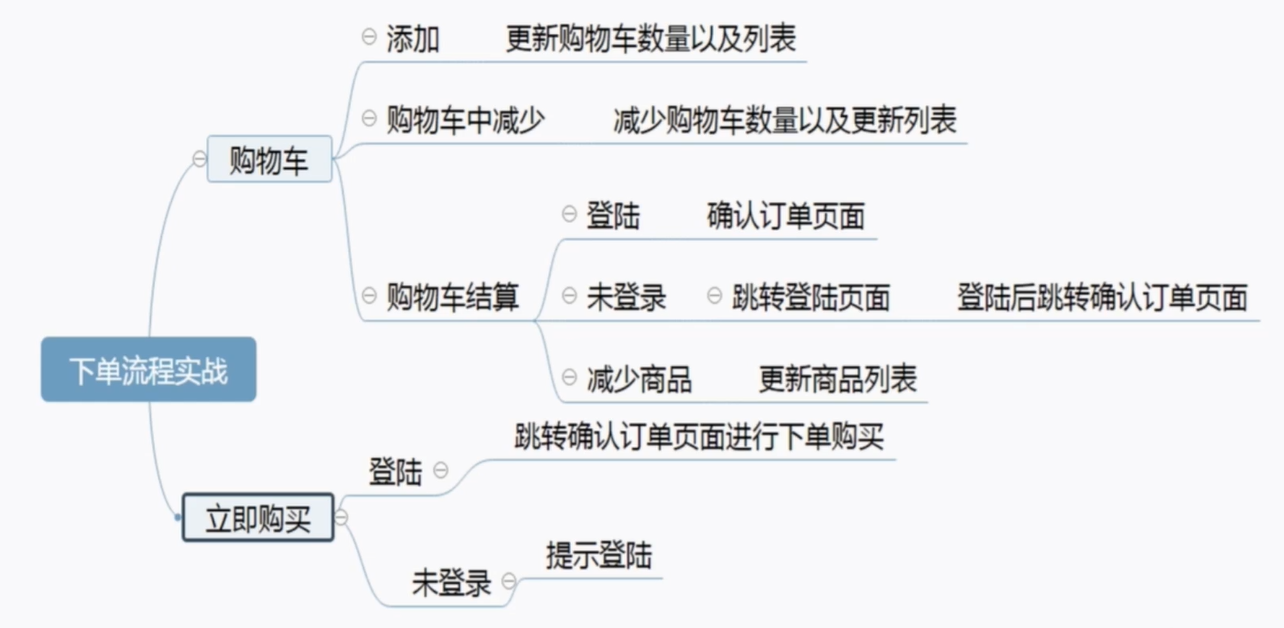 添加 更新购物车数量以及列表
购物车中减少 减少购物车数量以及更新列表
购物车
登陆 确认订单页面
购物车结算 未登录 跳转登陆页面 登陆后跳转确认订单页面
下单流程实战
减少商品 更新商品列表
跳转确认订单页面进行下单购买
登陆
立即购买
提示登陆
未登录